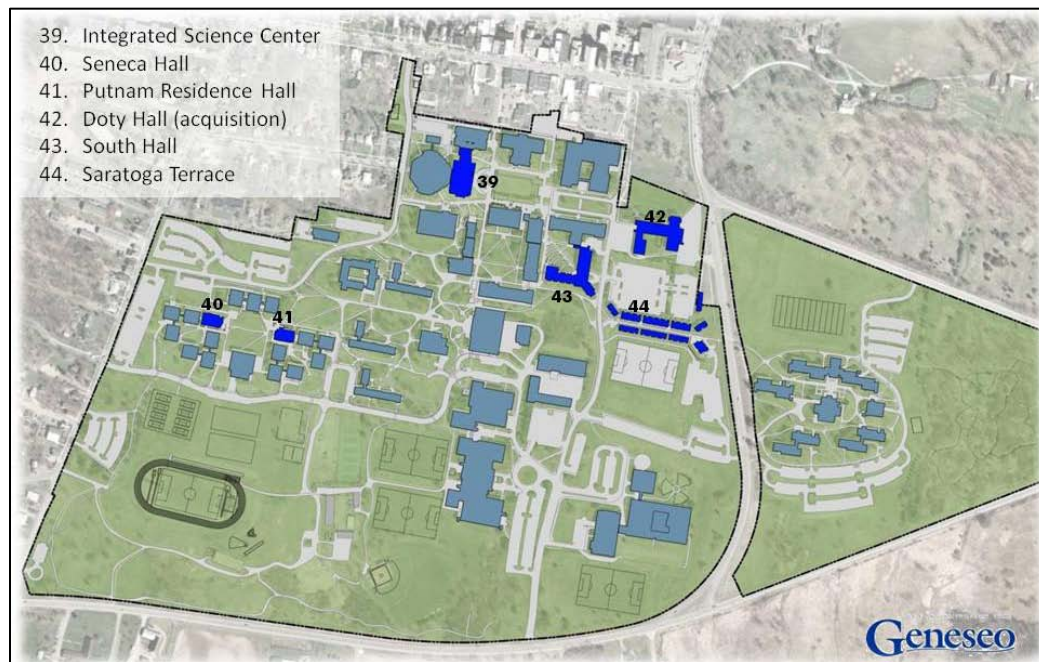 39. Integrated Science Center
40. Seneca Hall
41. Putnam Residence Hall
42. Doty Hall (acquisition)
43. South Hall
44. Saratoga Terrace
39
42
40
41
43
44
Geneseo